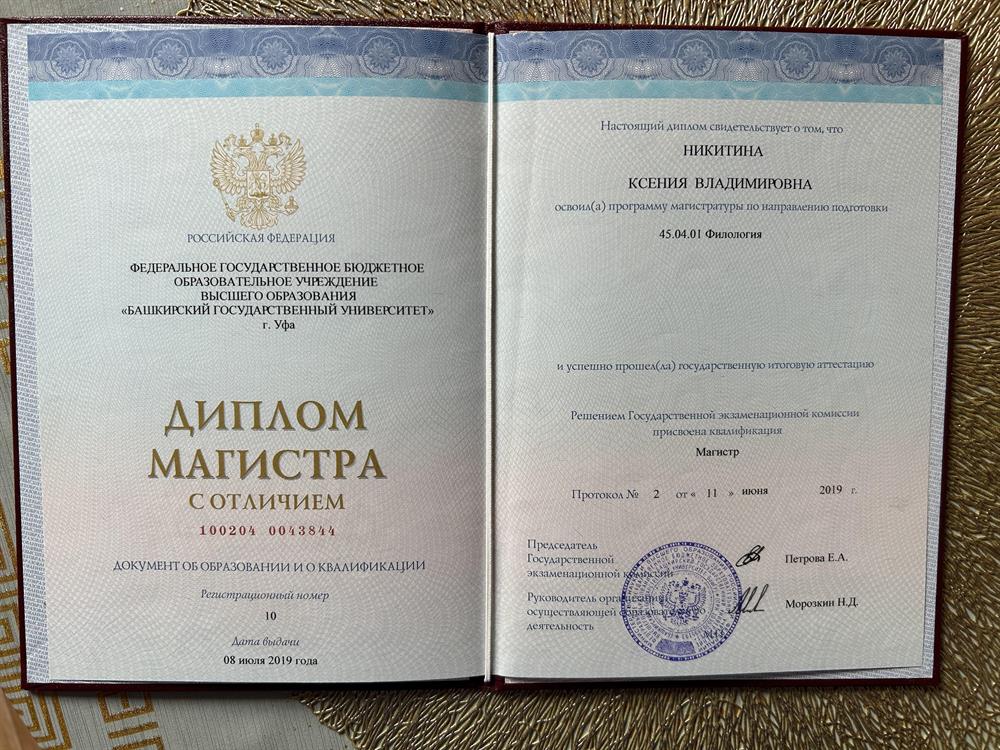 РОССИЙСКАЯ ФЕДЕРАЦИЯ
ФЕДЕРАЛЬНОЕ ГОСУДАРСТВЕННОЕ БЮДЖЕТНОЕ
ОБРАЗОВАТЕЛЬНОЕ УЧРЕЖДЕНИЕ
ВЫСШЕГО ОБРАЗОВАНИЯ
«БАШКИРСКИЙ ГОСУДАРСТВЕННЫЙ УНИВЕРСИТЕТ»
г. Уфа
ДИПЛОМ
МАГИСТРА
С ОТЛИЧИЕМ
100204 0043844
ДОКУМЕНТ ОБ ОБРАЗОВАНИИ И О КВАЛИФИКАЦИИ
Регистрационный номер
10
Дата выдачи
08 июля 2019 года
Настоящий диплом свидетельствует о том, что
НИКИТИНА
КСЕНИЯ ВЛАДИМИРОВНА
освоил(а) программу магистратуры по направлению подготовки
45.04.01 Филология
и успешно прошел(ла) государственную итоговую аттестацию
Решением Государственной экзаменационной комиссии
присвоена квалификация
Магистр
Протокол № 2 от « 11 » июня 2019 г.
Председатель
Государственной
экзаменационной комиссии
Петрова Е.А.
Руководитель организации,
осуществляющей образовательную
деятельность
Морозкин Н.Д.
М.П.